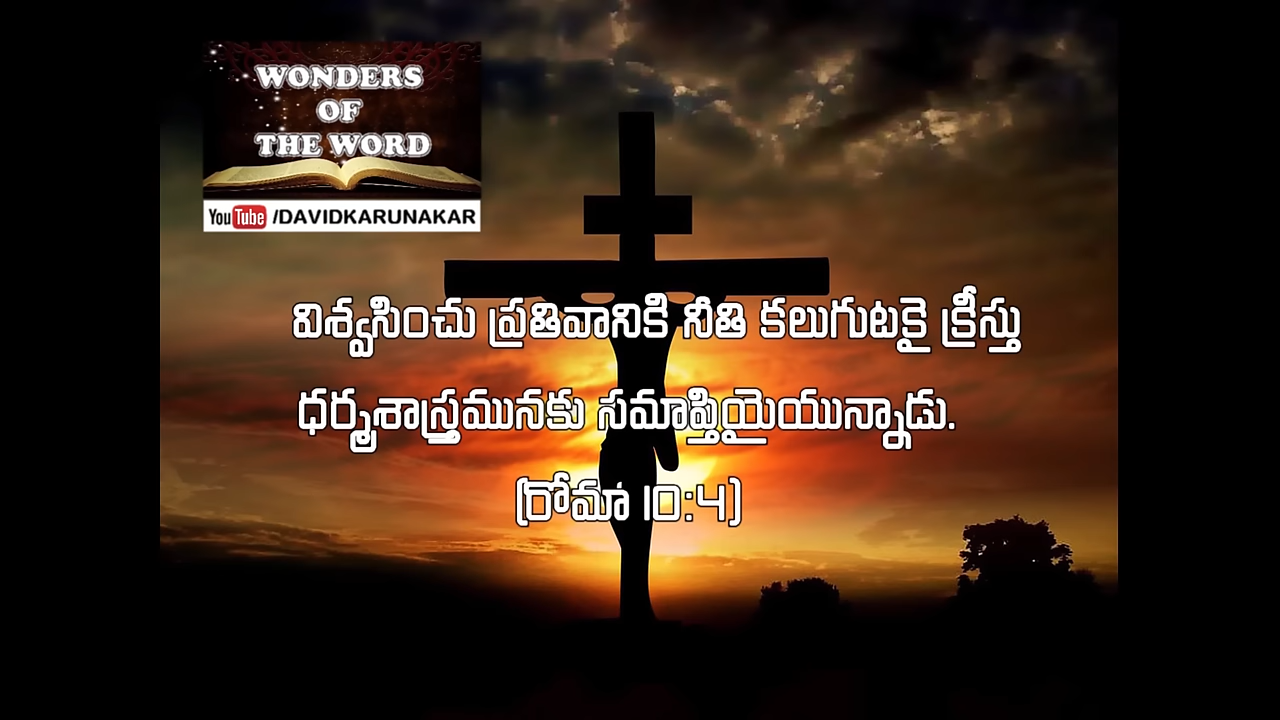 WONDERS
OF
THE WORD
YouTube /DAVIDKARUNAKAR
విశ్వసించు ప్రతివానికి నీతి కలుగుటకై క్రీస్తు
ధర్మశాస్త్రమునకు సమాప్తియైయున్నాడు.
(రోమా 10:4)